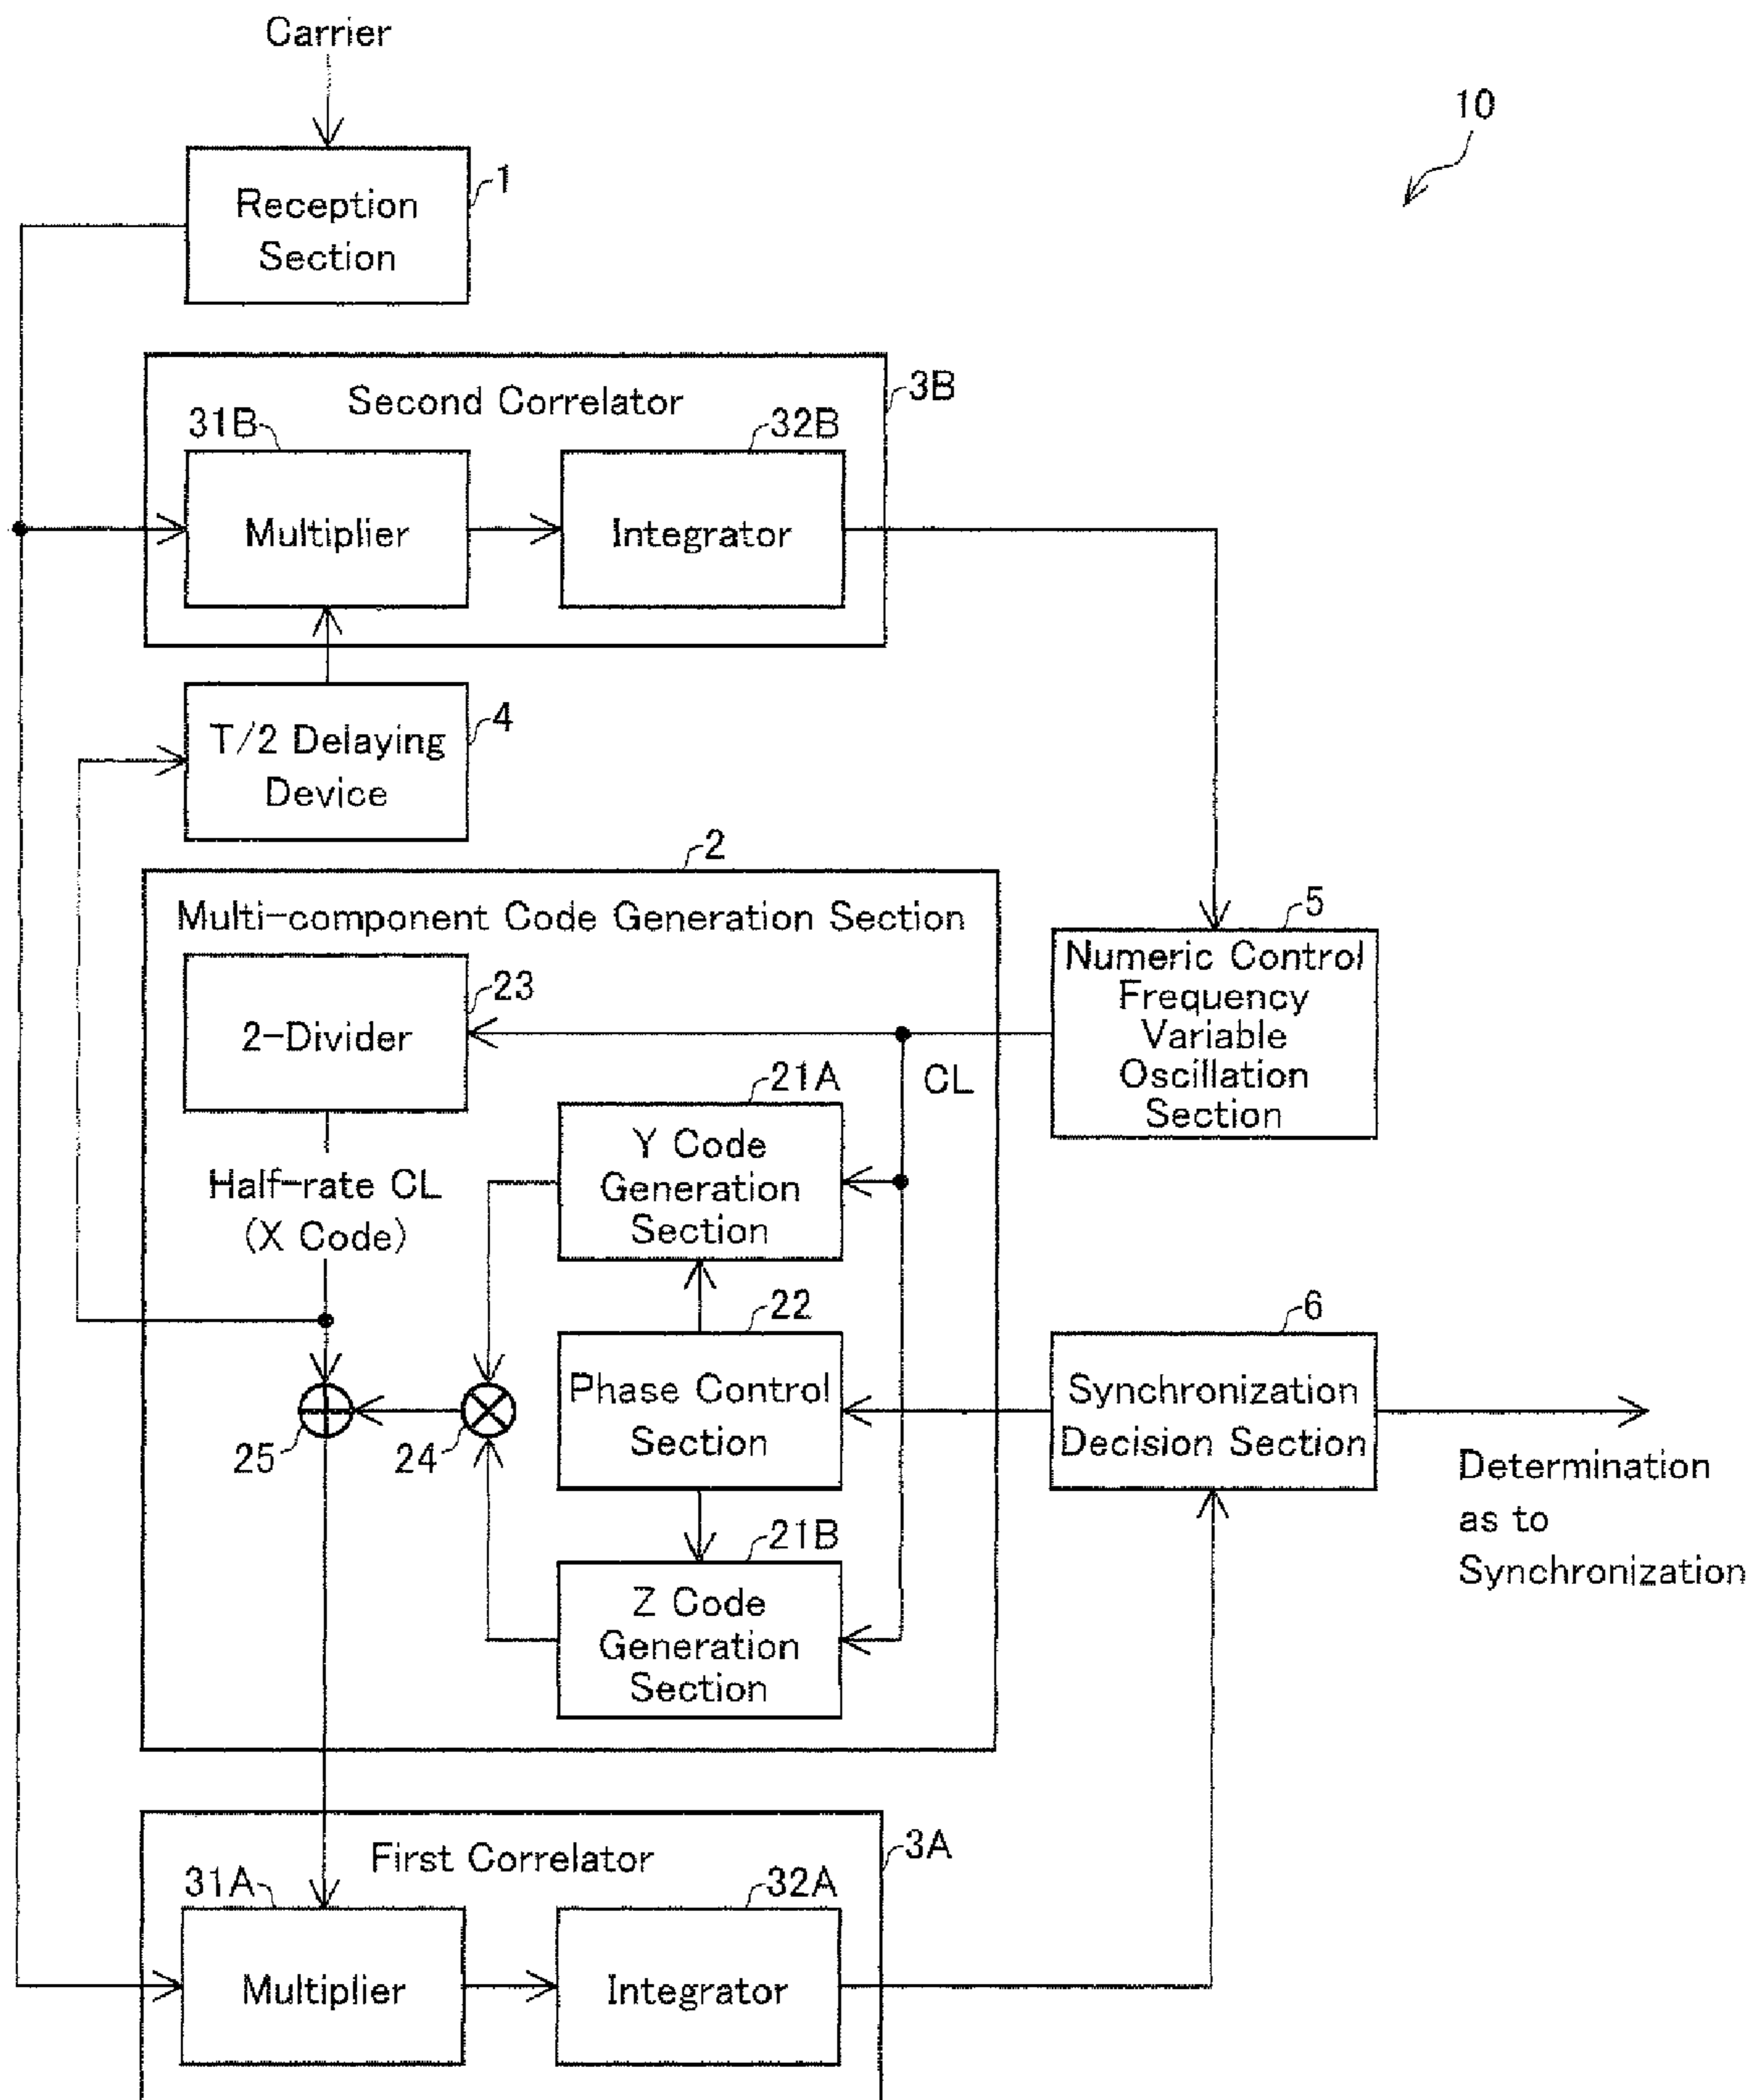 Carrier
10
1
Reception
Section
3B
Second Correlator
31B
32B
Multiplier
Integrator
4
T/2 Delaying
Device
2
Multi-component Code Generation Section
5
Numeric Control
Frequency
Variable
Oscillation
Section
23
2-Divider
CL
21A
Y Code
Generation
Section
Half-rate CL
(X Code)
22
Phase Control
Section
6
Synchronization
Decision Section
25
24
Determination
as to
Synchronization
21B
Z Code
Generation
Section
3A
First Correlator
31A
32A
Multiplier
Integrator